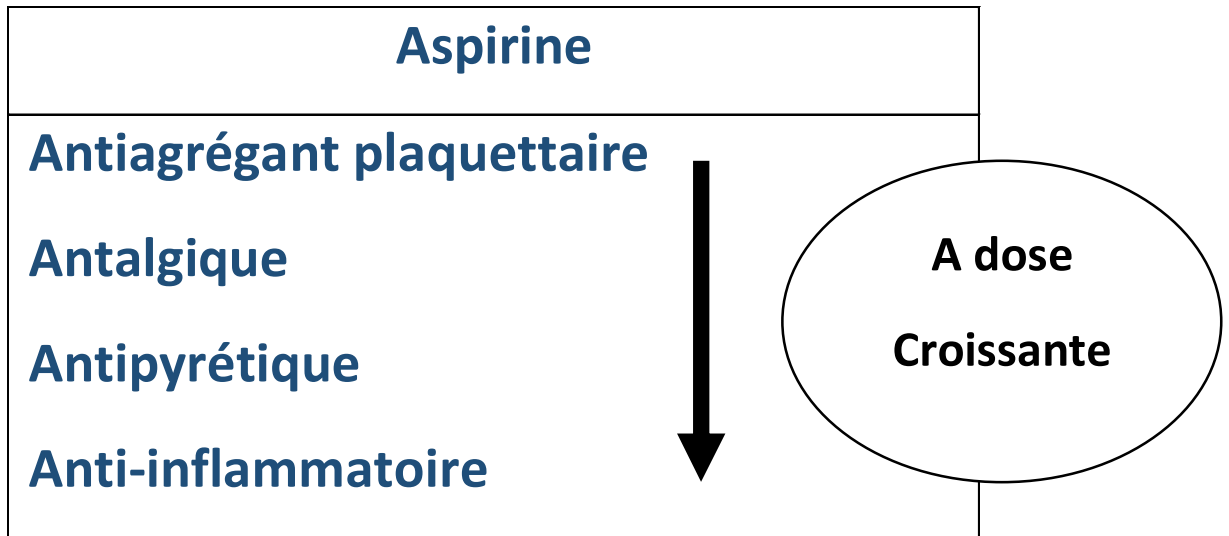 Aspirine
Antiagrégant plaquettaire
Antalgique
Antipyrétique
Anti-inflammatoire
A dose
Croissante